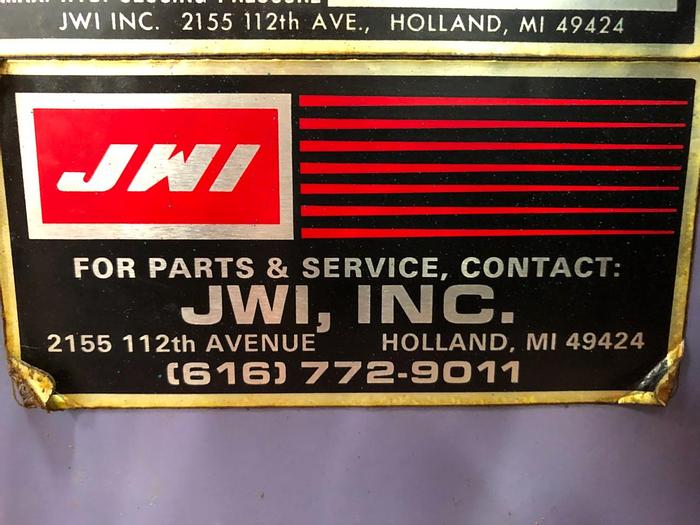 JWI INC. 2155 112th AVE., HOLLAND, MI 49424
JWI
FOR PARTS & SERVICE, CONTACT:
JWI, INC.
2155 112th AVENUE HOLLAND, MI 49424
(616) 772-9011